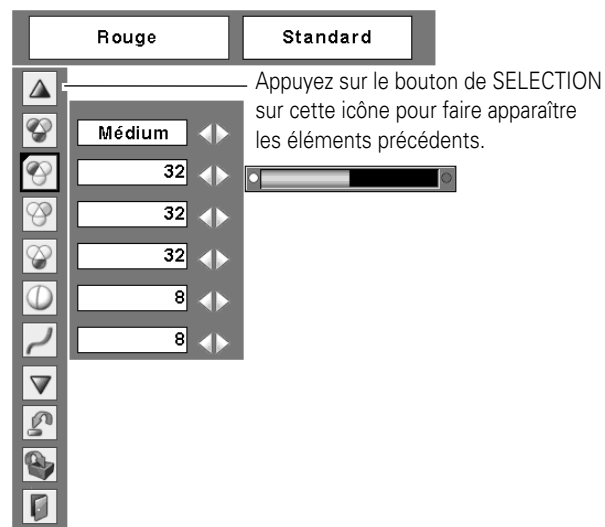 Rouge Standard
Appuyez sur le bouton de SELECTION
sur cette icône pour faire apparaître
les éléments précédents.
Médium
32
32
32
8
8